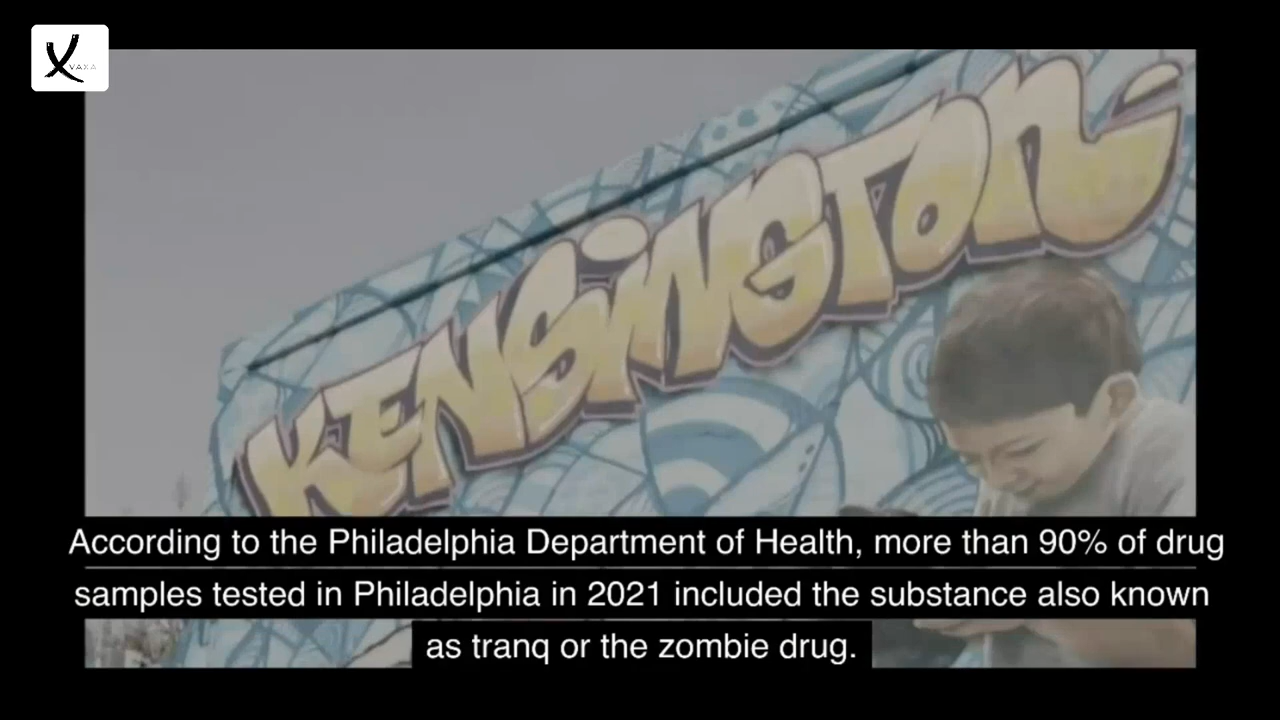 X
VAXA
KENSINGTON
According to the Philadelphia Department of Health, more than 90% of drug
samples tested in Philadelphia in 2021 included the substance also known
as tranq or the zombie drug.